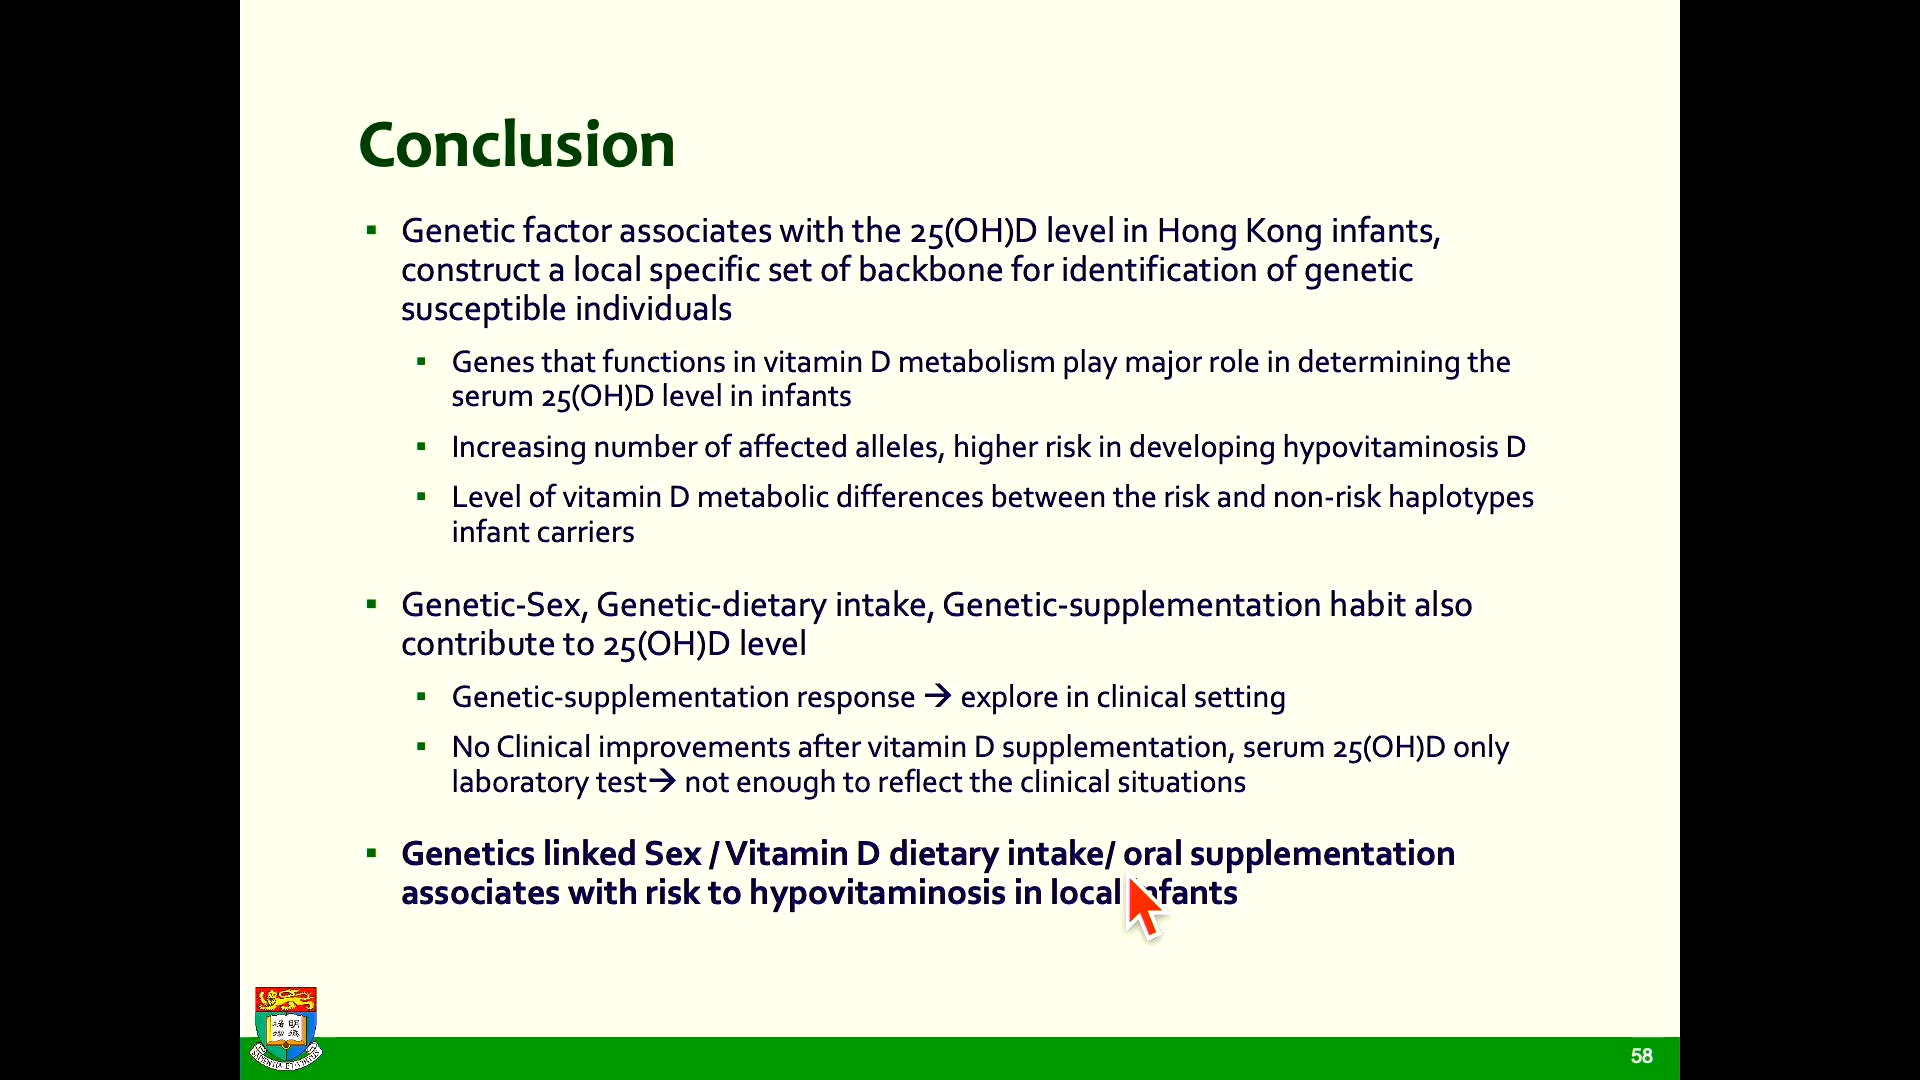 Conclusion
Genetic factor associates with the 25(OH)D level in Hong Kong infants,
construct a local specific set of backbone for identification of genetic
susceptible individuals
Genes that functions in vitamin D metabolism play major role in determining the
serum 25(OH)D level in infants
Increasing number of affected alleles, higher risk in developing hypovitaminosis D
Level of vitamin D metabolic differences between the risk and non-risk haplotypes
infant carriers
Genetic-Sex, Genetic-dietary intake, Genetic-supplementation habit also
contribute to 25(OH)D level
Genetic-supplementation response → explore in clinical setting
No Clinical improvements after vitamin D supplementation, serum 25(OH)D only
laboratory test→ not enough to reflect the clinical situations
Genetics linked Sex / Vitamin D dietary intake/ oral supplementation
associates with risk to hypovitaminosis in local infants
58